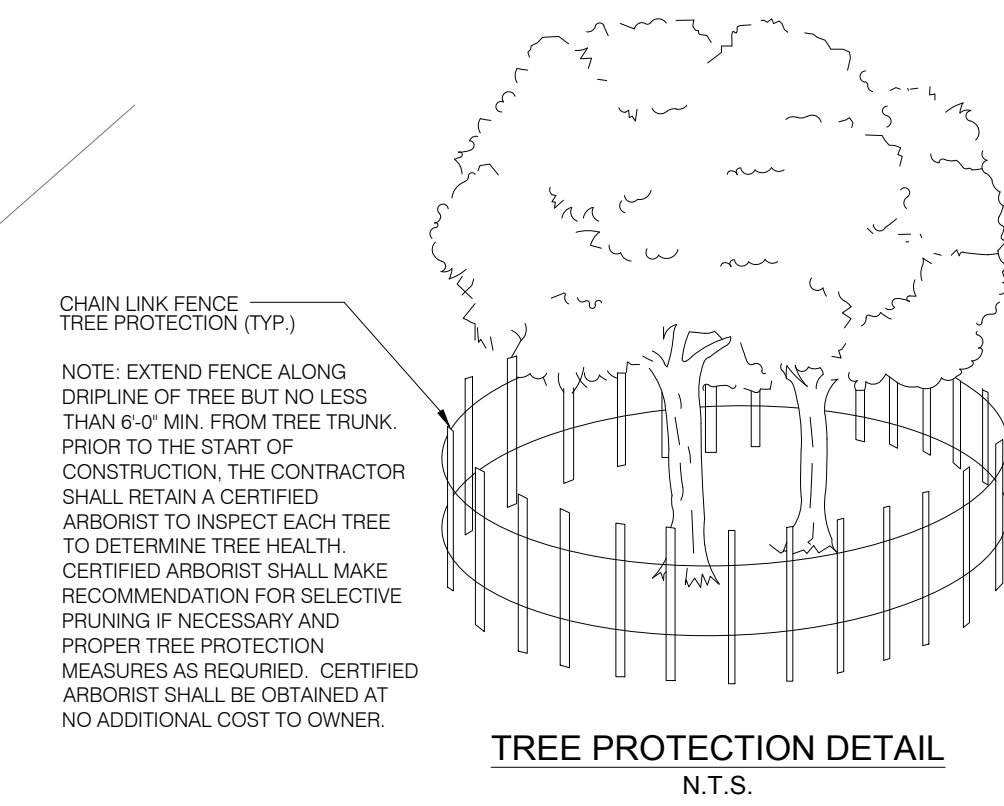 CHAIN LINK FENCE
TREE PROTECTION (TYP.)
NOTE: EXTEND FENCE ALONG
DRIPLINE OF TREE BUT NO LESS
THAN 6'-0" MIN. FROM TREE TRUNK.
PRIOR TO THE START OF
CONSTRUCTION, THE CONTRACTOR
SHALL RETAIN A CERTIFIED
ARBORIST TO INSPECT EACH TREE
TO DETERMINE TREE HEALTH.
CERTIFIED ARBORIST SHALL MAKE
RECOMMENDATION FOR SELECTIVE
PRUNING IF NECESSARY AND
PROPER TREE PROTECTION
MEASURES AS REQURIED.  CERTIFIED
ARBORIST SHALL BE OBTAINED AT
NO ADDITIONAL COST TO OWNER.
TREE PROTECTION DETAIL
N.T.S.